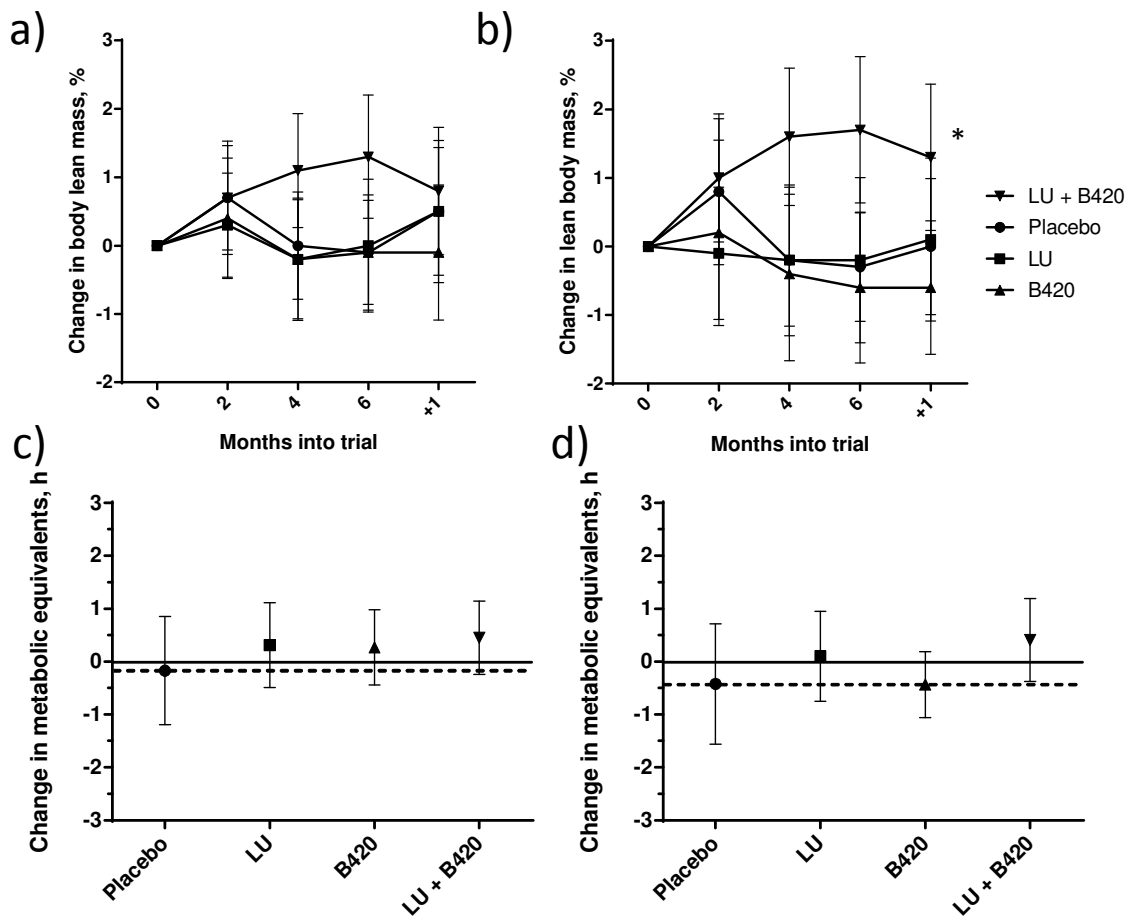 a)
Change in body lean mass, %
3
2
1
0
-1
-2
0
2
4
6
+1
Months into trial
b)
Change in lean body mass, %
3
2
1
0
-1
-2
0
2
4
6
+1
Months into trial
*
LU + B420
Placebo
LU
B420
c)
Change in metabolic equivalents, h
3
2
1
0
-1
-2
-3
Placebo
LU
B420
LU + B420
d)
Change in metabolic equivalents, h
3
2
1
0
-1
-2
-3
Placebo
LU
B420
LU + B420